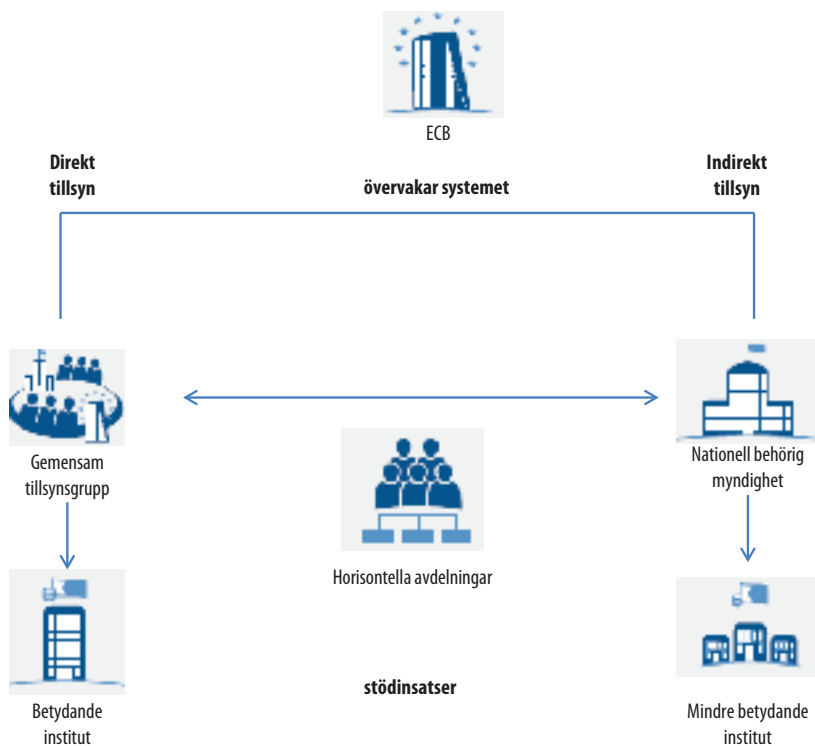 ECB
Direkt
tillsyn
övervakar systemet
Indirekt
tillsyn
Gemensam
tillsynsgrupp
Nationell behörig
myndighet
Horisontella avdelningar
Betydande
institut
stödinsatser
Mindre betydande
institut